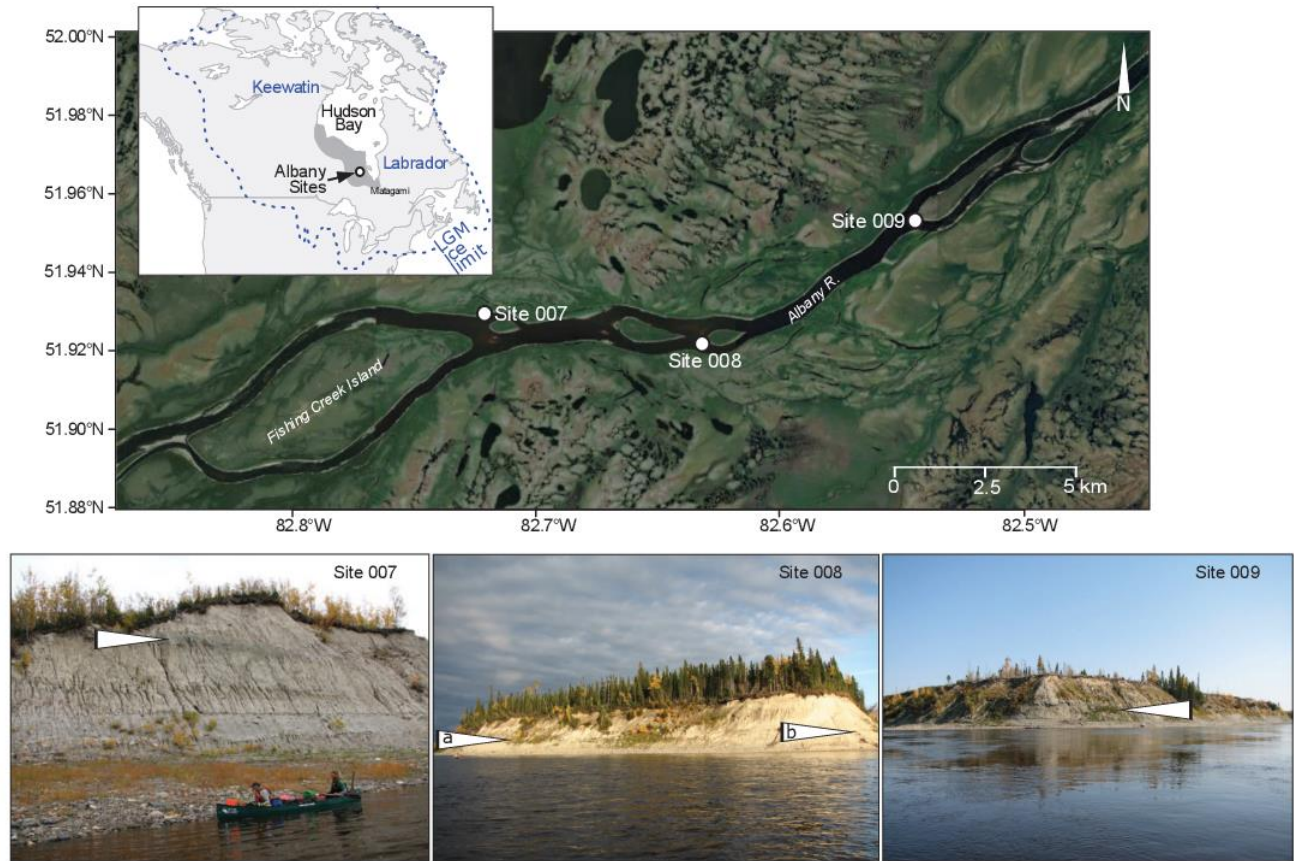 52.00°N
51.98°N
51.96°N
51.94°N
51.92°N
51.90°N
51.88°N
Keewatin
Hudson
Bay
Labrador
Albany
Sites
Matagami
LGM
ice
limit
N
Site 009
Albany R.
Site 007
Site 008
Fishing Creek Island
0 2.5 5 km
82.8°W 82.7°W 82.6°W 82.5°W
Site 007
Site 008
a
b
Site 009